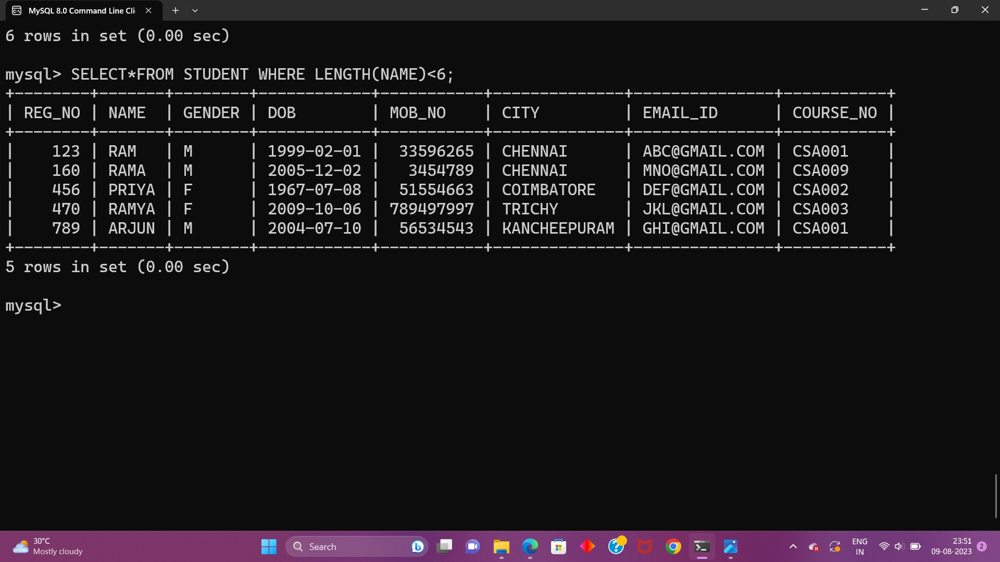 MySQL 8.0 Command Line Cli
6 rows in set (0.00 sec)
mysql> SELECT*FROM STUDENT WHERE LENGTH(NAME)<6;
+--------+-------+--------+------------+-----------+--------------+---------------+-----------+
| REG_NO | NAME  | GENDER | DOB        | MOB_NO    | CITY         | EMAIL_ID      | COURSE_NO |
+--------+-------+--------+------------+-----------+--------------+---------------+-----------+
|    123 | RAM   | M      | 1999-02-01 |  33596265 | CHENNAI      | ABC@GMAIL.COM | CSA001    |
|    160 | RAMA  | M      | 2005-12-02 |   3454789 | CHENNAI      | MNO@GMAIL.COM | CSA009    |
|    456 | PRIYA | F      | 1967-07-08 |  51554663 | COIMBATORE   | DEF@GMAIL.COM | CSA002    |
|    470 | RAMYA | F      | 2009-10-06 | 789497997 | TRICHY       | JKL@GMAIL.COM | CSA003    |
|    789 | ARJUN | M      | 2004-07-10 |  56534543 | KANCHEEPURAM | GHI@GMAIL.COM | CSA001    |
+--------+-------+--------+------------+-----------+--------------+---------------+-----------+
5 rows in set (0.00 sec)
mysql>
30°C
Mostly cloudy
Search
ENG
IN
23:51
09-08-2023
2